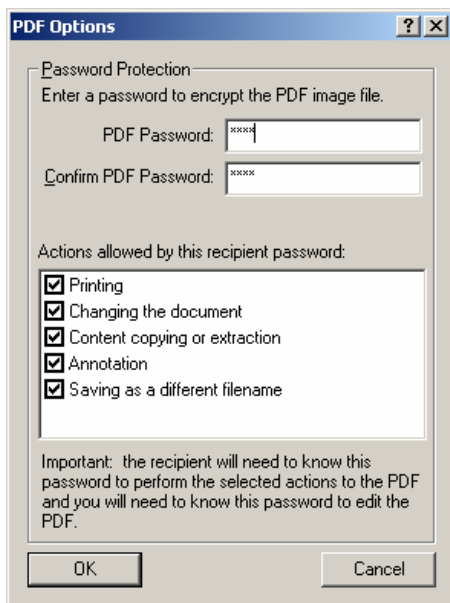 PDF Options
Password Protection
Enter a password to encrypt the PDF image file.
PDF Password: ****
Confirm PDF Password: ****
Actions allowed by this recipient password:
Printing
Changing the document
Content copying or extraction
Annotation
Saving as a different filename
Important: the recipient will need to know this
password to perform the selected actions to the PDF
and you will need to know this password to edit the
PDF.
OK Cancel